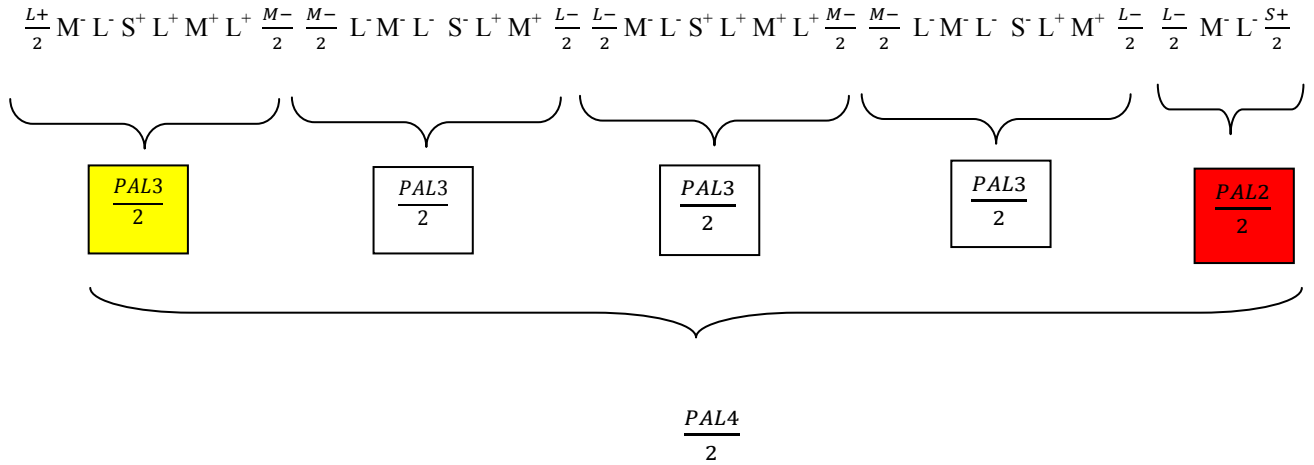 L+/2 M⁻ L⁻ S⁺ L⁺ M⁺ L⁺ M−/2 M−/2 L⁻ M⁻ L⁻ S⁻ L⁺ M⁺ L−/2 L−/2 M⁻ L⁻ S⁺ L⁺ M⁺ L⁺ M−/2 M−/2 L⁻ M⁻ L⁻ S⁻ L⁺ M⁺ L−/2 L−/2 M⁻ L⁻ S+/2
PAL3/2 PAL3/2 PAL3/2 PAL3/2 PAL2/2
PAL4/2